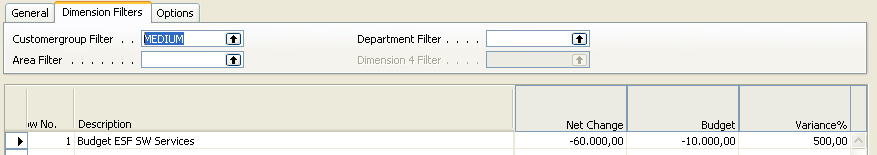 General Dimension Filters Options
Customergroup Filter . . MEDIUM Department Filter . . . .
Area Filter . . . . . . . Dimension 4 Filter . . . .
ow No. Description Net Change Budget Variance%
1 Budget ESF SW Services -60.000,00 -10.000,00 500,00